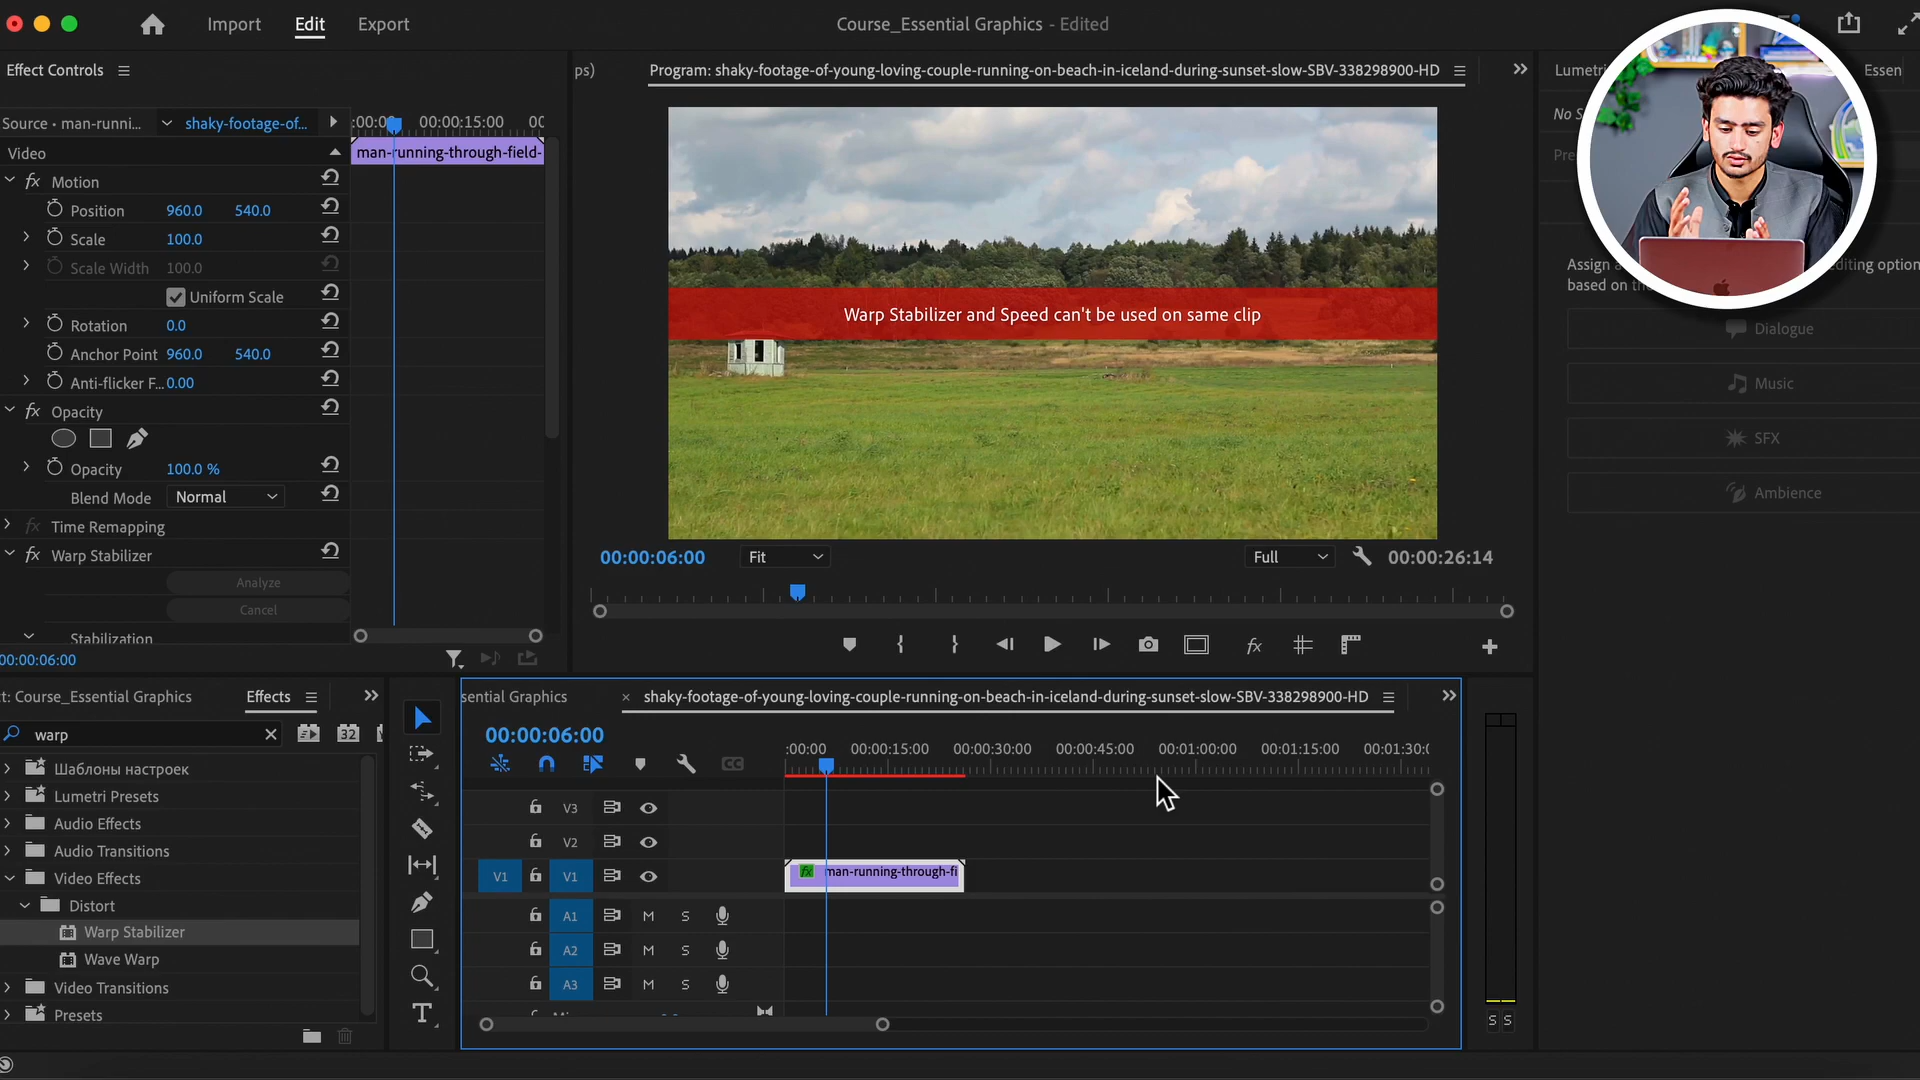 Import
Edit
Export
Course_Essential Graphics - Edited
Effect Controls
ps)
Program: shaky-footage-of-young-loving-couple-running-on-beach-in-iceland-during-sunset-slow-SBV-338298900-HD
Lumetri
Essen
Source • man-runni...
shaky-footage-of...
:00:00
00:00:15:00
00
Video
man-running-through-field-
Motion
Position 960.0 540.0
Scale 100.0
Scale Width 100.0
Uniform Scale
Rotation 0.0
Anchor Point 960.0 540.0
Anti-flicker F... 0.00
Opacity
Opacity 100.0 %
Blend Mode Normal
Time Remapping
Warp Stabilizer
Analyze
Cancel
Stabilization
00:00:06:00
Warp Stabilizer and Speed can't be used on same clip
00:00:06:00
Fit
Full
00:00:26:14
No S
Pre
Assign a
editing option
based on the
Dialogue
Music
SFX
Ambience
ct: Course_Essential Graphics
Effects
warp
32
Шаблоны настроек
Lumetri Presets
Audio Effects
Audio Transitions
Video Effects
Distort
Warp Stabilizer
Wave Warp
Video Transitions
Presets
T
sential Graphics
× shaky-footage-of-young-loving-couple-running-on-beach-in-iceland-during-sunset-slow-SBV-338298900-HD
00:00:06:00
:00:00 00:00:15:00 00:00:30:00 00:00:45:00 00:01:00:00 00:01:15:00 00:01:30:0
CC
V3
V2
V1 V1
fx man-running-through-fi
A1 M S
A2 M S
A3 M S
S S